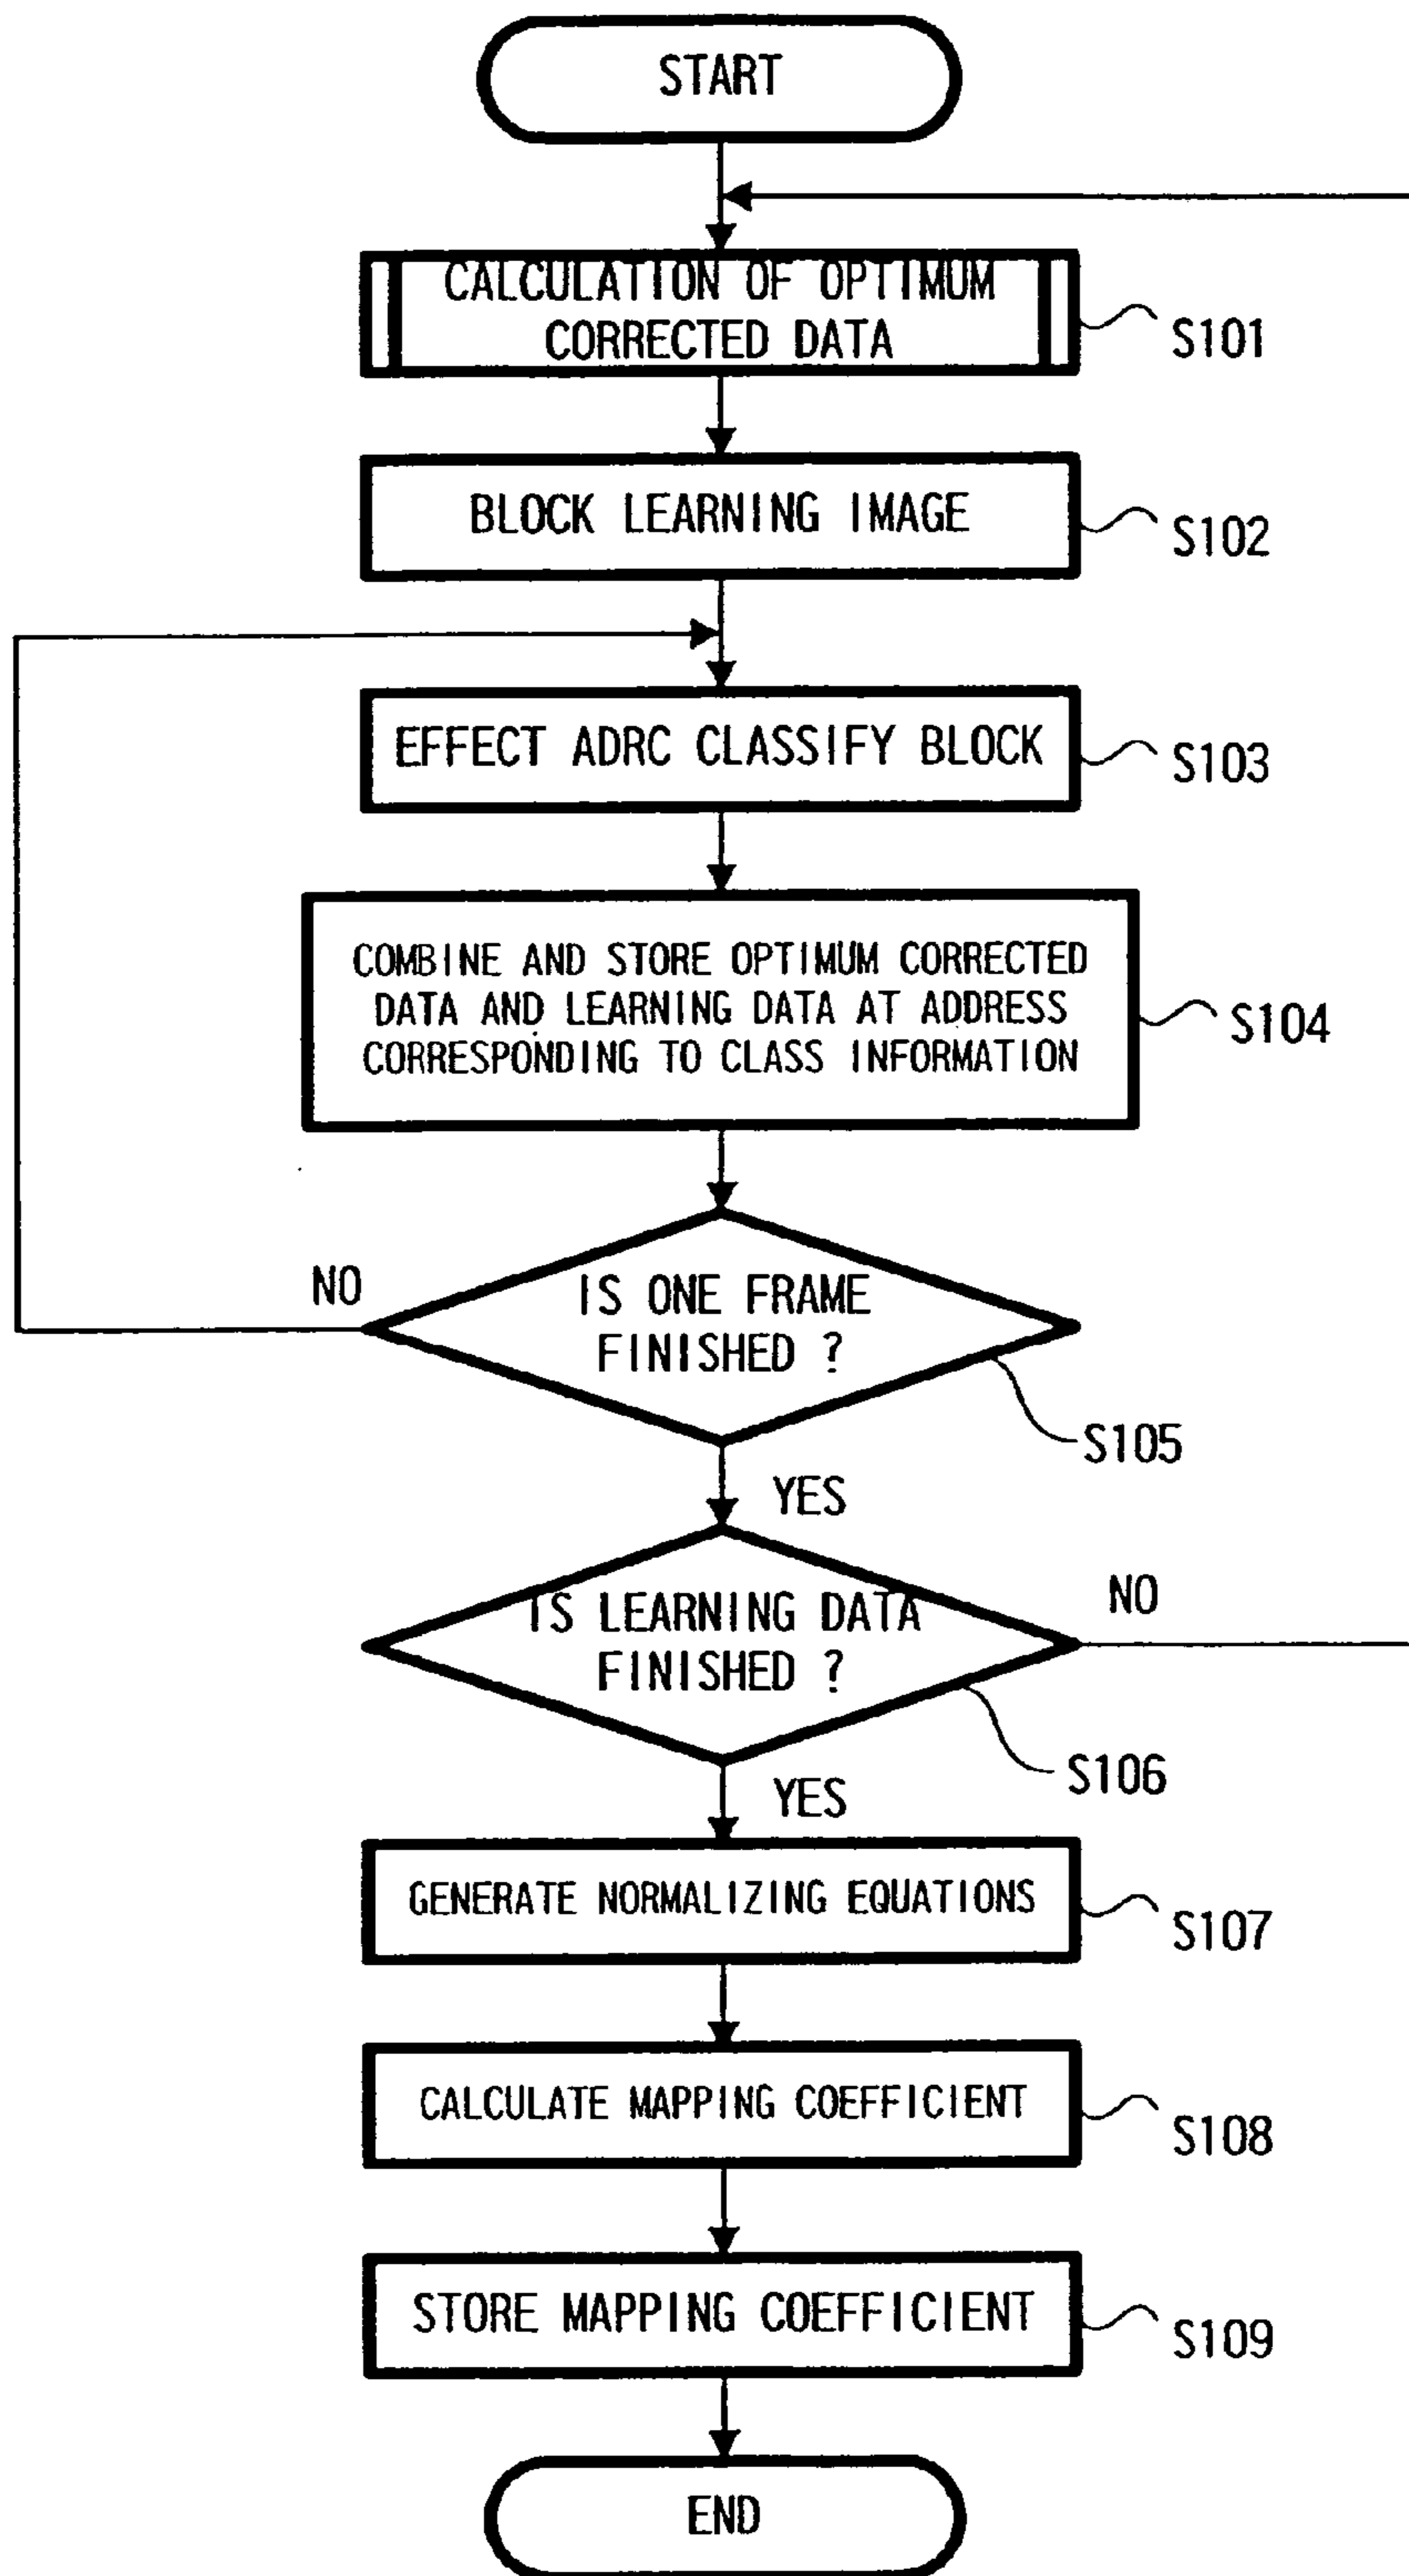 START
CALCULATION OF OPTIMUM
CORRECTED DATA
S101
BLOCK LEARNING IMAGE
S102
EFFECT ADRC CLASSIFY BLOCK
S103
COMBINE AND STORE OPTIMUM CORRECTED
DATA AND LEARNING DATA AT ADDRESS
CORRESPONDING TO CLASS INFORMATION
S104
NO
IS ONE FRAME
FINISHED ?
S105
YES
IS LEARNING DATA
FINISHED ?
NO
S106
YES
GENERATE NORMALIZING EQUATIONS
S107
CALCULATE MAPPING COEFFICIENT
S108
STORE MAPPING COEFFICIENT
S109
END